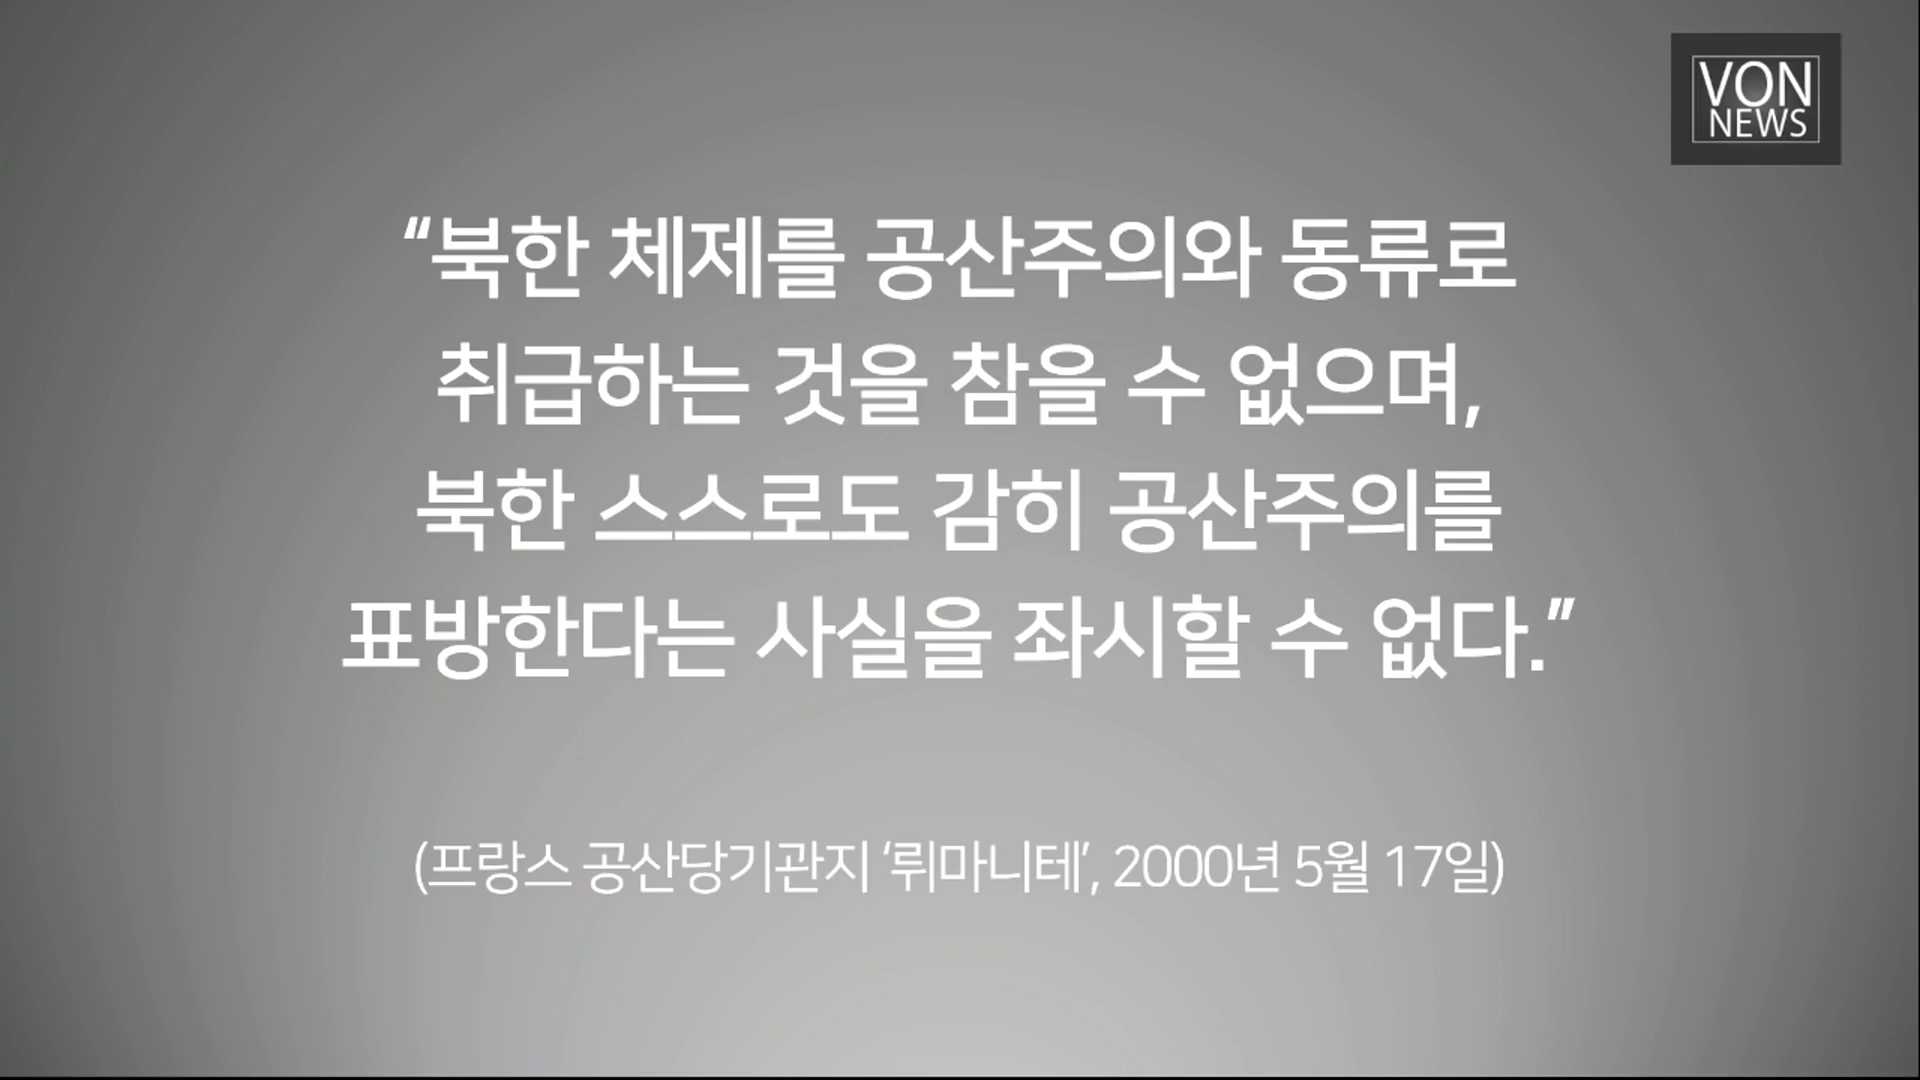 VON
NEWS
“북한 체제를 공산주의와 동류로
취급하는 것을 참을 수 없으며,
북한 스스로도 감히 공산주의를
표방한다는 사실을 좌시할 수 없다.”
(프랑스 공산당기관지 ‘뤼마니테’, 2000년 5월 17일)